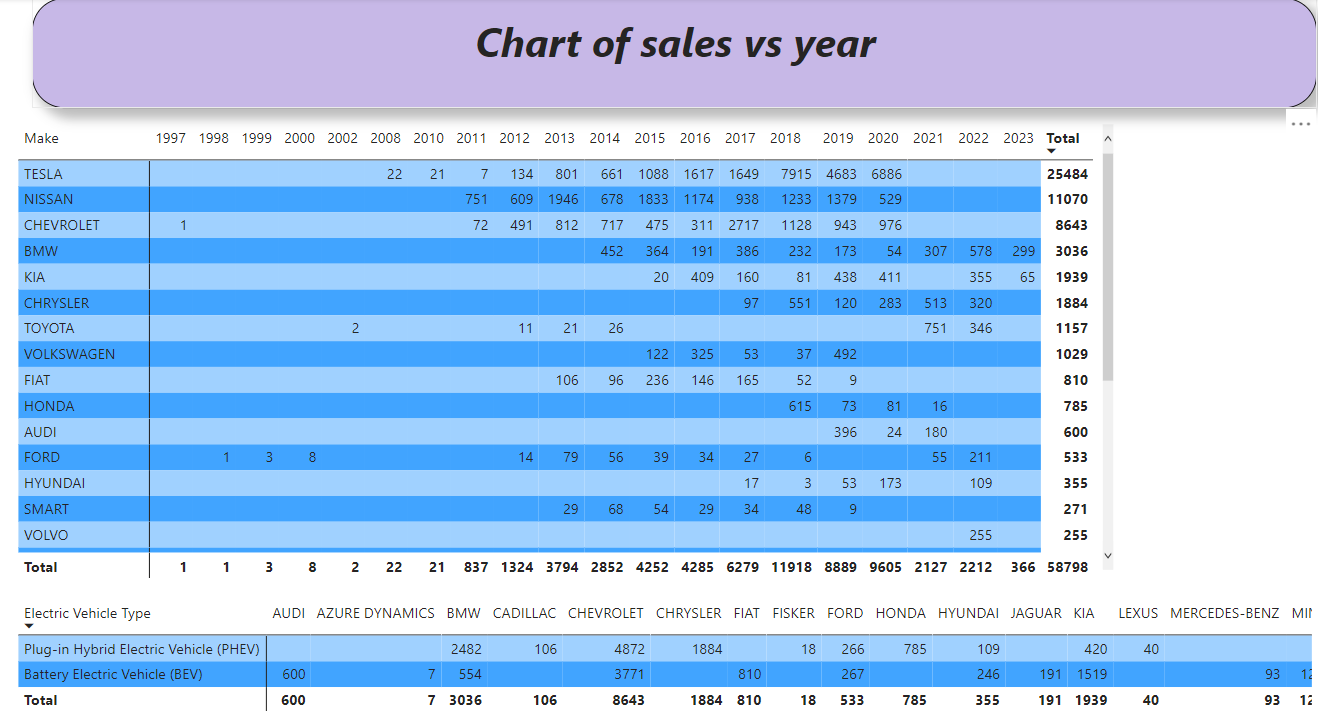 Chart of sales vs year
Make 1997 1998 1999 2000 2002 2008 2010 2011 2012 2013 2014 2015 2016 2017 2018 2019 2020 2021 2022 2023 Total
TESLA 22 21 7 134 801 661 1088 1617 1649 7915 4683 6886 25484
NISSAN 751 609 1946 678 1833 1174 938 1233 1379 529 11070
CHEVROLET 1 72 491 812 717 475 311 2717 1128 943 976 8643
BMW 452 364 191 386 232 173 54 307 578 299 3036
KIA 20 409 160 81 438 411 355 65 1939
CHRYSLER 97 551 120 283 513 320 1884
TOYOTA 2 11 21 26 751 346 1157
VOLKSWAGEN 122 325 53 37 492 1029
FIAT 106 96 236 146 165 52 9 810
HONDA 615 73 81 16 785
AUDI 396 24 180 600
FORD 1 3 8 14 79 56 39 34 27 6 55 211 533
HYUNDAI 17 3 53 173 109 355
SMART 29 68 54 29 34 48 9 271
VOLVO 255 255
Total 1 1 3 8 2 22 21 837 1324 3794 2852 4252 4285 6279 11918 8889 9605 2127 2212 366 58798
Electric Vehicle Type AUDI AZURE DYNAMICS BMW CADILLAC CHEVROLET CHRYSLER FIAT FISKER FORD HONDA HYUNDAI JAGUAR KIA LEXUS MERCEDES-BENZ
Plug-in Hybrid Electric Vehicle (PHEV) 2482 106 4872 1884 18 266 785 109 420 40
Battery Electric Vehicle (BEV) 600 7 554 3771 810 267 246 191 1519 93
Total 600 7 3036 106 8643 1884 810 18 533 785 355 191 1939 40 93